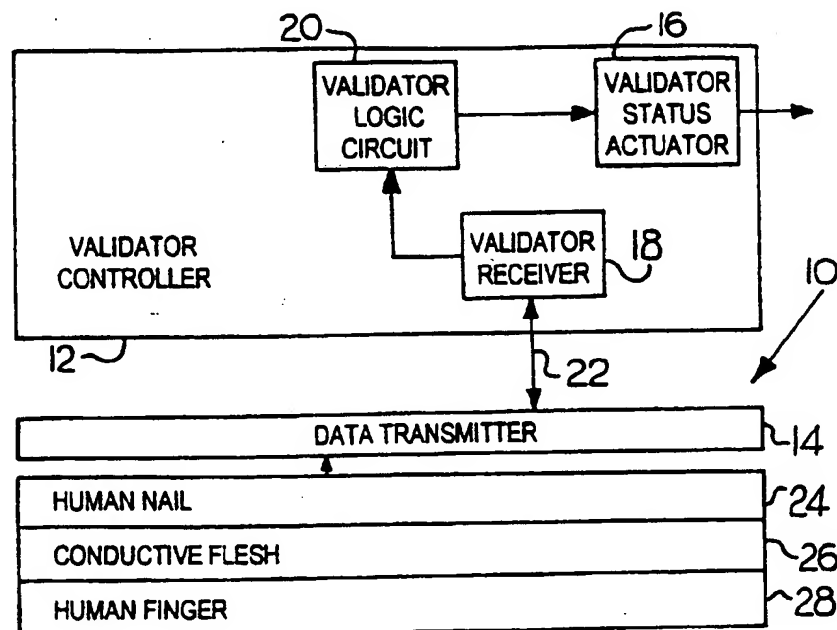 20
16
VALIDATOR
LOGIC
CIRCUIT
VALIDATOR
STATUS
ACTUATOR
VALIDATOR
CONTROLLER
VALIDATOR
RECEIVER
18
10
12
22
DATA TRANSMITTER
14
HUMAN NAIL
24
CONDUCTIVE FLESH
26
HUMAN FINGER
28